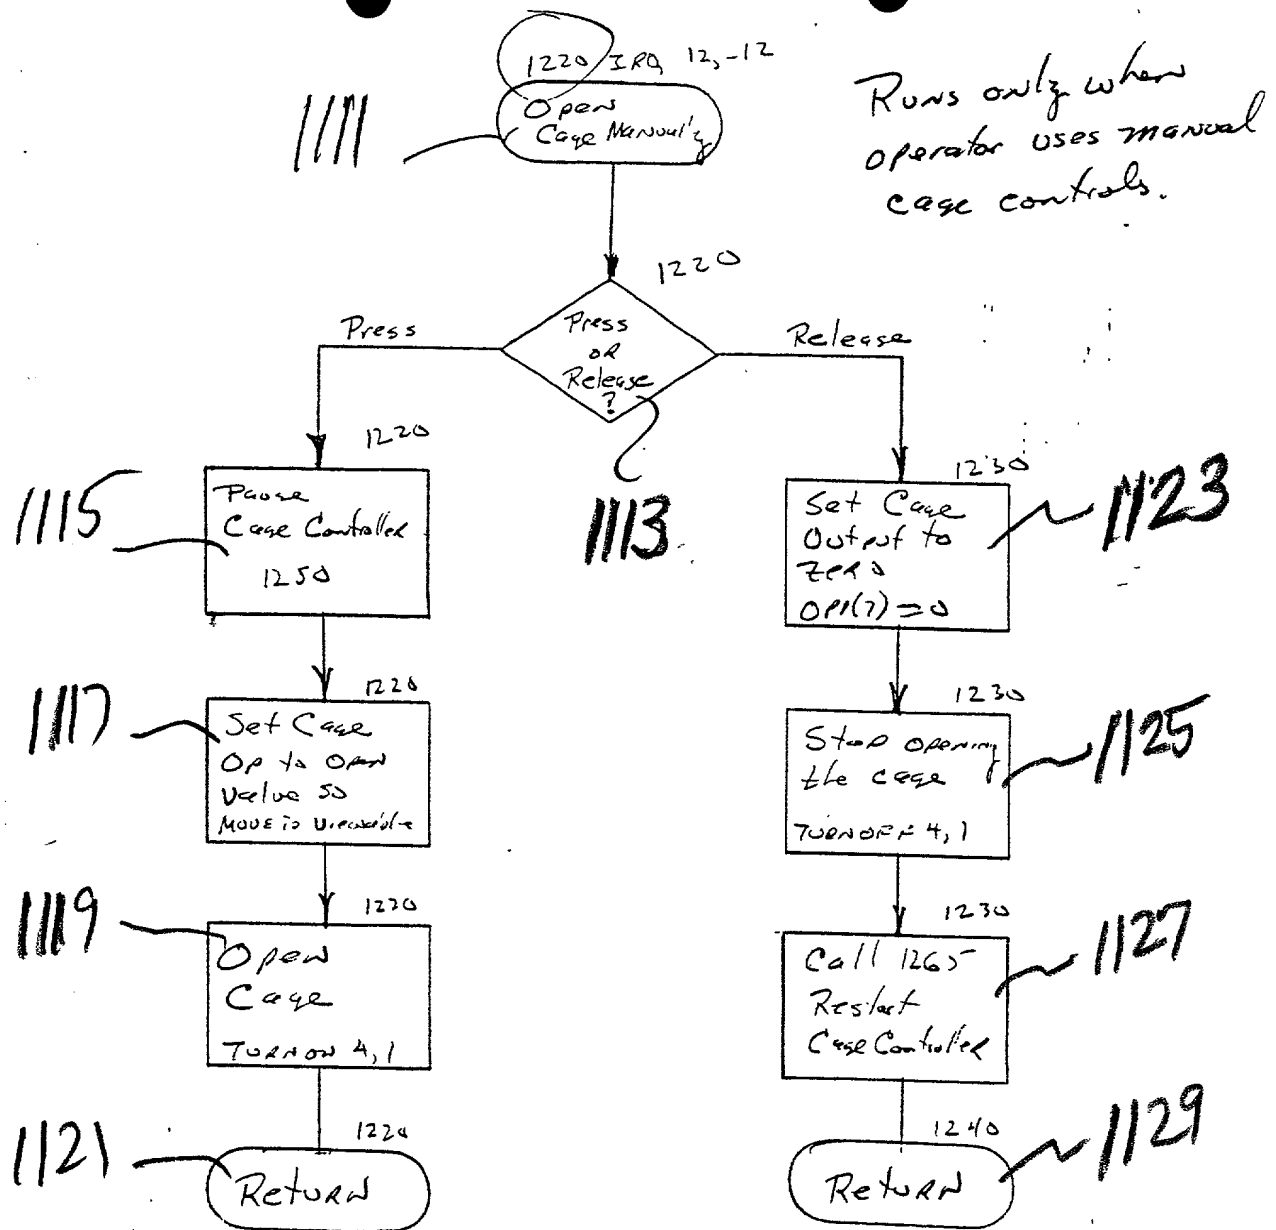 1220 IRQ 12,-12
Open
Cage Manually
1111
Runs only when
operator uses manual
cage controls.
1220
Press
or
Release
?
Press
Release
1113
1220
Pause
Cage Controller
1250
1115
1220
Set Cage
Op to Open
Value so
Move is Viewable
1117
1220
Open
Cage
TURNON 4,1
1119
1220
Return
1121
1230
Set Cage
Output to
Zero
OP1(7)=0
1123
1230
Stop opening
the cage
TURNOFF 4,1
1125
1230
Call 1265
Restart
Cage Controller
1127
1240
Return
1129